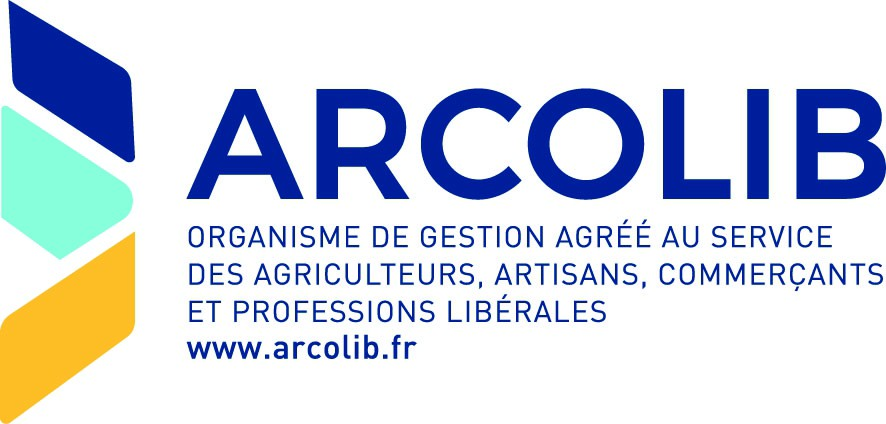 ARCOLIB
ORGANISME DE GESTION AGRÉÉ AU SERVICE
DES AGRICULTEURS, ARTISANS, COMMERÇANTS
ET PROFESSIONS LIBÉRALES
www.arcolib.fr